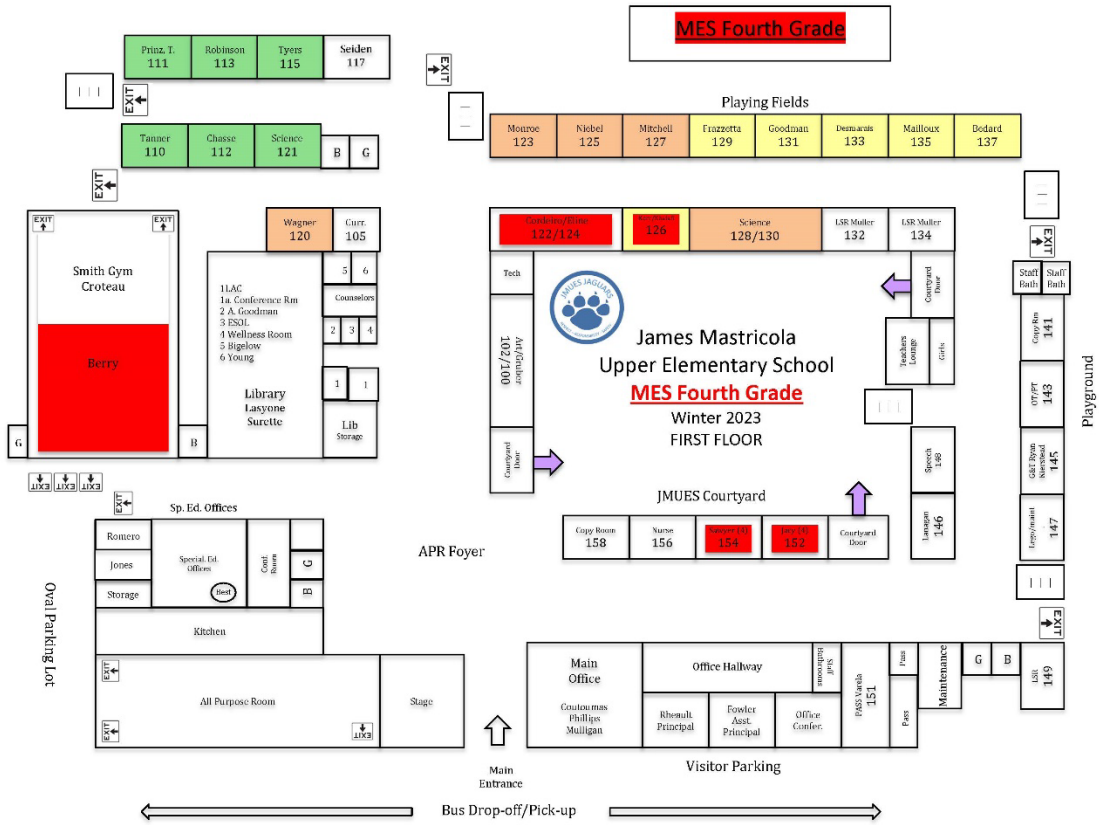 MES Fourth Grade
Prinz, T.
111
Robinson
113
Tyers
115
Seiden
117
EXIT
EXIT
Playing Fields
Tanner
110
Chasse
112
Science
121
B
G
Monroe
123
Niebel
125
Mitchell
127
Frazzetta
129
Goodman
131
Desmarais
133
Mailloux
135
Bedard
137
EXIT
EXIT
EXIT
Smith Gym
Croteau
Berry
G
B
Wagner
120
Curr.
105
1LAC
1a. Conference Rm
2 A. Goodman
3 ESOL
4 Wellness Room
5 Bigelow
6 Young
Library
Lasyone
Surette
5
6
Counselors
2
3
4
1
1
Lib
Storage
122/124
126
Science
128/130
LSR Muller
132
LSR Muller
134
Tech
Art/Gruber
102/100
Courtyard
Door
JMUES JAGUARS
James Mastricola
Upper Elementary School
MES Fourth Grade
Winter 2023
FIRST FLOOR
Courtyard
Door
Teachers
Lounge
Girls
Speech
148
Lanagan
146
EXIT
Staff
Bath
Staff
Bath
Copy Rm
141
OT/PT
143
G&T Ryan
Kierstead
145
Lego/maint
147
Playground
JMUES Courtyard
Copy Room
158
Nurse
156
154
152
Courtyard
Door
EXIT
EXIT
EXIT
EXIT
Sp. Ed. Offices
Romero
Jones
Storage
Special. Ed.
Offices
Best
Conf.
Room
G
B
Kitchen
APR Foyer
Oval Parking Lot
EXIT
EXIT
EXIT
All Purpose Room
Stage
Main
Entrance
Main
Office
Coutoumas
Phillips
Mulligan
Office Hallway
Staff
Bathrooms
Rheault
Principal
Fowler
Asst.
Principal
Office
Confer.
PASS Varela
151
Pass
Pass
Maintenance
G
B
LSR
149
EXIT
Visitor Parking
Bus Drop-off/Pick-up